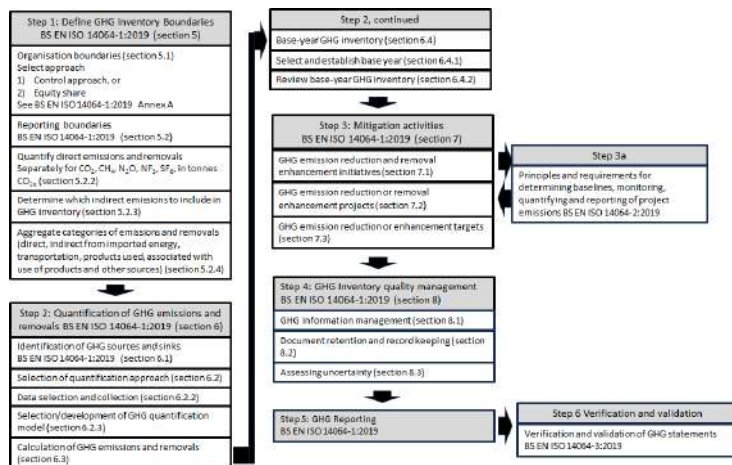 Step 1: Define GHG Inventory Boundaries
BS EN ISO 14064-1:2019 (section 5)
Organisation boundaries (section 5.1)
Select approach
1) Control approach, or
2) Equity share
See BS EN ISO 14064-1:2019 Annex A
Reporting boundaries
BS EN ISO 14064-1:2019 (section 5.2)
Quantify direct emissions and removals
Separately for CO₂, CH₄, N₂O, NF₃, SF₆, in tonnes
CO₂ₑ (section 5.2.2)
Determine which indirect emissions to include in
GHG inventory (section 5.2.3)
Aggregate categories of emissions and removals
(direct, indirect from imported energy,
transportation, products used, associated with
use of products and other sources) (section 5.2.4)
Step 2: Quantification of GHG emissions and
removals BS EN ISO 14064-1:2019 (section 6)
Identification of GHG sources and sinks
BS EN ISO 14064-1:2019 (section 6.1)
Selection of quantification approach (section 6.2)
Data selection and collection (section 6.2.2)
Selection/development of GHG quantification
model (section 6.2.3)
Calculation of GHG emissions and removals
(section 6.3)
Step 2, continued
Base-year GHG inventory (section 6.4)
Select and establish base year (section 6.4.1)
Review base-year GHG inventory (section 6.4.2)
Step 3: Mitigation activities
BS EN ISO 14064-1:2019 (section 7)
GHG emission reduction and removal
enhancement initiatives (section 7.1)
GHG emission reduction or removal
enhancement projects (section 7.2)
GHG emission reduction or enhancement targets
(section 7.3)
Step 3a
Principles and requirements for
determining baselines, monitoring,
quantifying and reporting of project
emissions BS EN ISO 14064-2:2019
Step 4: GHG Inventory quality management
BS EN ISO 14064-1:2019 (section 8)
GHG information management (section 8.1)
Document retention and record keeping (section
8.2)
Assessing uncertainty (section 8.3)
Step 5: GHG Reporting
BS EN ISO 14064-1:2019
Step 6 Verification and validation
Verification and validation of GHG statements
BS EN ISO 14064-3:2019